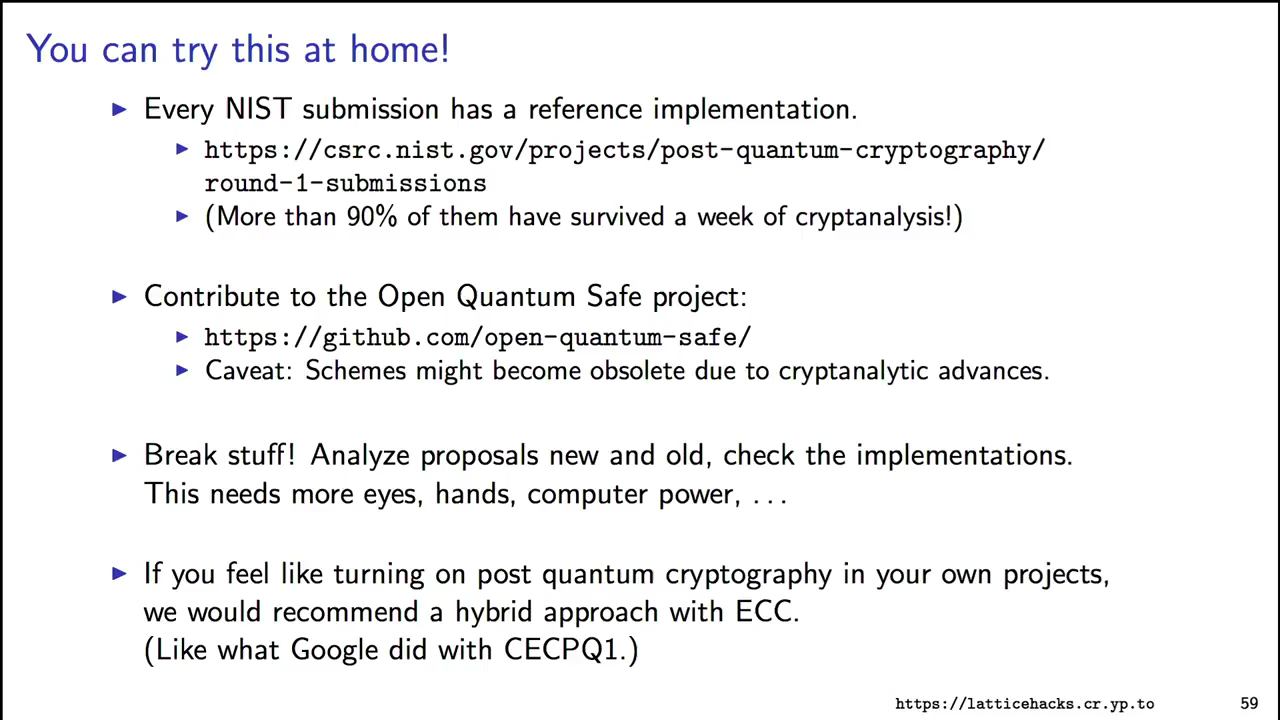 You can try this at home!
▶ Every NIST submission has a reference implementation.
▶ https://csrc.nist.gov/projects/post-quantum-cryptography/
round-1-submissions
▶ (More than 90% of them have survived a week of cryptanalysis!)
▶ Contribute to the Open Quantum Safe project:
▶ https://github.com/open-quantum-safe/
▶ Caveat: Schemes might become obsolete due to cryptanalytic advances.
▶ Break stuff! Analyze proposals new and old, check the implementations.
This needs more eyes, hands, computer power, ...
▶ If you feel like turning on post quantum cryptography in your own projects,
we would recommend a hybrid approach with ECC.
(Like what Google did with CECPQ1.)
https://latticehacks.cr.yp.to 59